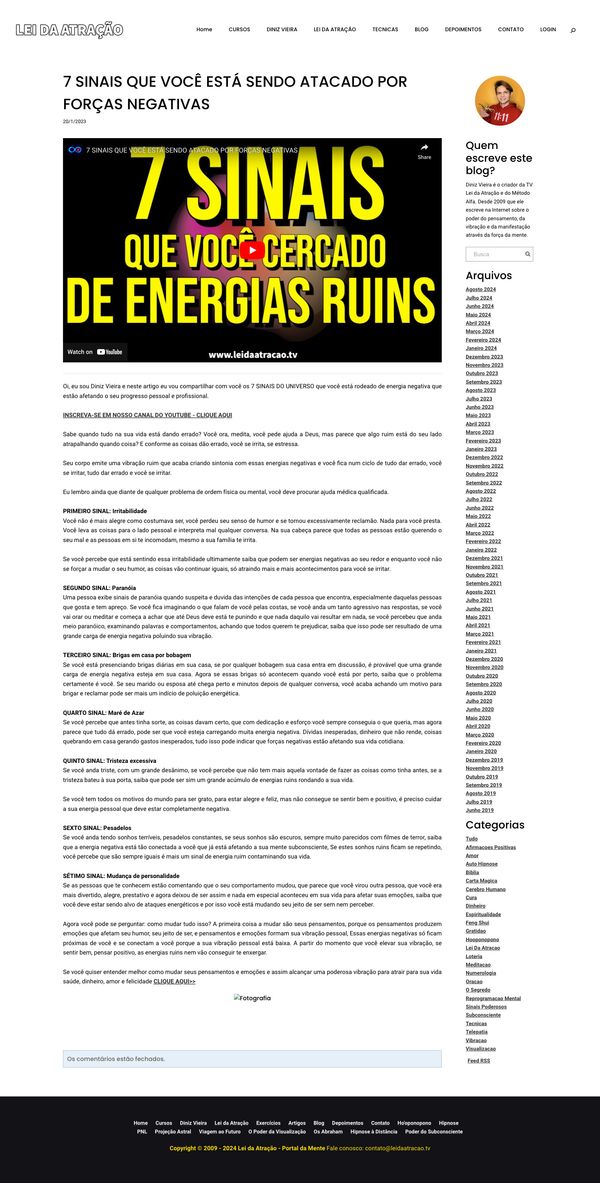 LEI DA ATRAÇÃO
Home CURSOS DINIZ VIEIRA LEI DA ATRAÇÃO TECNICAS BLOG DEPOIMENTOS CONTATO LOGIN
7 SINAIS QUE VOCÊ ESTÁ SENDO ATACADO POR
FORÇAS NEGATIVAS
20/1/2023
7 SINAIS QUE VOCÊ ESTÁ SENDO ATACADO POR FORÇAS NEGATIVAS
Share
7 SINAIS
QUE VOCÊ CERCADO
DE ENERGIAS RUINS
Watch on YouTube
www.leidaatracao.tv
Oi, eu sou Diniz Vieira e neste artigo eu vou compartilhar com você os 7 SINAIS DO UNIVERSO que você está rodeado de energia negativa que
estão afetando o seu progresso pessoal e profissional.
INSCREVA-SE EM NOSSO CANAL DO YOUTUBE - CLIQUE AQUI
Sabe quando tudo na sua vida está dando errado? Você ora, medita, você pede ajuda a Deus, mas parece que algo ruim está do seu lado
atrapalhando quando coisa? E conforme as coisas dão errado, você se irrita, se estressa.
Seu corpo emite uma vibração ruim que acaba criando sintonia com essas energias negativas e você fica num ciclo de tudo dar errado, você
se irritar, tudo dar errado e você se irritar.
Eu lembro ainda que diante de qualquer problema de ordem física ou mental, você deve procurar ajuda médica qualificada.
PRIMEIRO SINAL: Irritabilidade
Você não é mais alegre como costumava ser, você perdeu seu senso de humor e se tornou excessivamente reclamão. Nada para você presta.
Você leva as coisas para o lado pessoal e interpreta mal qualquer conversa. Na sua cabeça parece que todas as pessoas estão querendo o
seu mal e as pessoas em si te incomodam, mesmo a sua família te irrita.
Se você percebe que está sentindo essa irritabilidade ultimamente saiba que podem ser energias negativas ao seu redor e enquanto você não
se forçar a mudar o seu humor, as coisas vão continuar iguais, só atraindo mais e mais acontecimentos para você se irritar.
SEGUNDO SINAL: Paranóia
Uma pessoa exibe sinais de paranóia quando suspeita e duvida das intenções de cada pessoa que encontra, especialmente daquelas pessoas
que gosta e tem apreço. Se você fica imaginando o que falam de você pelas costas, se você anda um tanto agressivo nas respostas, se você
vai orar ou meditar e começa a achar que até Deus deve está te punindo e que nada daquilo vai resultar em nada, se você percebeu que anda
meio paranóico, examinando palavras e comportamentos, achando que todos querem te prejudicar, saiba que isso pode ser resultado de uma
grande carga de energia negativa poluindo sua vibração.
TERCEIRO SINAL: Brigas em casa por bobagem
Se você está presenciando brigas diárias em sua casa, se por qualquer bobagem sua casa entra em discussão, é provável que uma grande
carga de energia negativa esteja em sua casa. Agora se essas brigas só acontecem quando você está por perto, saiba que o problema
certamente é você. Se seu marido ou esposa até chega perto e minutos depois de qualquer conversa, você acaba achando um motivo para
brigar e reclamar pode ser mais um indício de poluição energética.
QUARTO SINAL: Maré de Azar
Se você percebe que antes tinha sorte, as coisas davam certo, que com dedicação e esforço você sempre conseguia o que queria, mas agora
parece que tudo dá errado, pode ser que você esteja carregando muita energia negativa. Dívidas inesperadas, dinheiro que não rende, coisas
quebrando em casa gerando gastos inesperados, tudo isso pode indicar que forças negativas estão afetando sua vida cotidiana.
QUINTO SINAL: Tristeza excessiva
Se você anda triste, com um grande desânimo, se você percebe que não tem mais aquela vontade de fazer as coisas como tinha antes, se a
tristeza bateu à sua porta, saiba que pode ser sim um grande acúmulo de energias ruins rondando a sua vida.
Se você tem todos os motivos do mundo para ser grato, para estar alegre e feliz, mas não consegue se sentir bem e positivo, é preciso cuidar
a sua energia pessoal que deve estar completamente negativa.
SEXTO SINAL: Pesadelos
Se você anda tendo sonhos terríveis, pesadelos constantes, se seus sonhos são escuros, sempre muito parecidos com filmes de terror, saiba
que a energia negativa está tão conectada a você que já está afetando a sua mente subconsciente, Se estes sonhos ruins ficam se repetindo,
você percebe que são sempre iguais é mais um sinal de energia ruim contaminando sua vida.
SÉTIMO SINAL: Mudança de personalidade
Se as pessoas que te conhecem estão comentando que o seu comportamento mudou, que parece que você virou outra pessoa, que você era
mais divertido, alegre, prestativo e agora deixou de ser assim e nada em especial aconteceu em sua vida para afetar suas emoções, saiba que
você deve estar sendo alvo de ataques energéticos e por isso você está mudando seu jeito de ser sem nem perceber.
Agora você pode se perguntar: como mudar tudo isso? A primeira coisa a mudar são seus pensamentos, porque os pensamentos produzem
emoções que afetam seu humor, seu jeito de ser, e pensamentos e emoções formam sua vibração pessoal, Essas energias negativas só ficam
próximas de você e se conectam a você porque a sua vibração pessoal está baixa. A partir do momento que você elevar sua vibração, se
sentir bem, pensar positivo, as energias ruins nem vão conseguir te enxergar.
Se você quiser entender melhor como mudar seus pensamentos e emoções e assim alcançar uma poderosa vibração para atrair para sua vida
saúde, dinheiro, amor e felicidade CLIQUE AQUI>>
Fotografia
Os comentários estão fechados.
11:11
Quem
escreve este
blog?
Diniz Vieira é o criador da TV
Lei da Atração e do Método
Alfa. Desde 2009 que ele
escreve na Internet sobre o
poder do pensamento, da
vibração e da manifestação
através da força da mente.
Busca
Arquivos
Agosto 2024
Julho 2024
Junho 2024
Maio 2024
Abril 2024
Março 2024
Fevereiro 2024
Janeiro 2024
Dezembro 2023
Novembro 2023
Outubro 2023
Setembro 2023
Agosto 2023
Julho 2023
Junho 2023
Maio 2023
Abril 2023
Março 2023
Fevereiro 2023
Janeiro 2023
Dezembro 2022
Novembro 2022
Outubro 2022
Setembro 2022
Agosto 2022
Julho 2022
Junho 2022
Maio 2022
Abril 2022
Março 2022
Fevereiro 2022
Janeiro 2022
Dezembro 2021
Novembro 2021
Outubro 2021
Setembro 2021
Agosto 2021
Julho 2021
Junho 2021
Maio 2021
Abril 2021
Março 2021
Fevereiro 2021
Janeiro 2021
Dezembro 2020
Novembro 2020
Outubro 2020
Setembro 2020
Agosto 2020
Julho 2020
Junho 2020
Maio 2020
Abril 2020
Março 2020
Fevereiro 2020
Janeiro 2020
Dezembro 2019
Novembro 2019
Outubro 2019
Setembro 2019
Agosto 2019
Julho 2019
Junho 2019
Categorias
Tudo
Afirmacoes Positivas
Amor
Auto Hipnose
Biblia
Carta Magica
Cerebro Humano
Cura
Dinheiro
Espiritualidade
Feng Shui
Gratidao
Hooponopono
Lei Da Atracao
Loteria
Meditacao
Numerologia
Oracao
O Segredo
Reprogramacao Mental
Sinais Poderosos
Subconsciente
Tecnicas
Telepatia
Vibracao
Visualizacao
Feed RSS
Home Cursos Diniz Vieira Lei da Atração Exercícios Artigos Blog Depoimentos Contato Ho'oponopono Hipnose
PNL Projeção Astral Viagem ao Futuro O Poder da Visualização Os Abraham Hipnose à Distância Poder do Subconsciente
Copyright © 2009 - 2024 Lei da Atração - Portal da Mente Fale conosco: contato@leidaatracao.tv